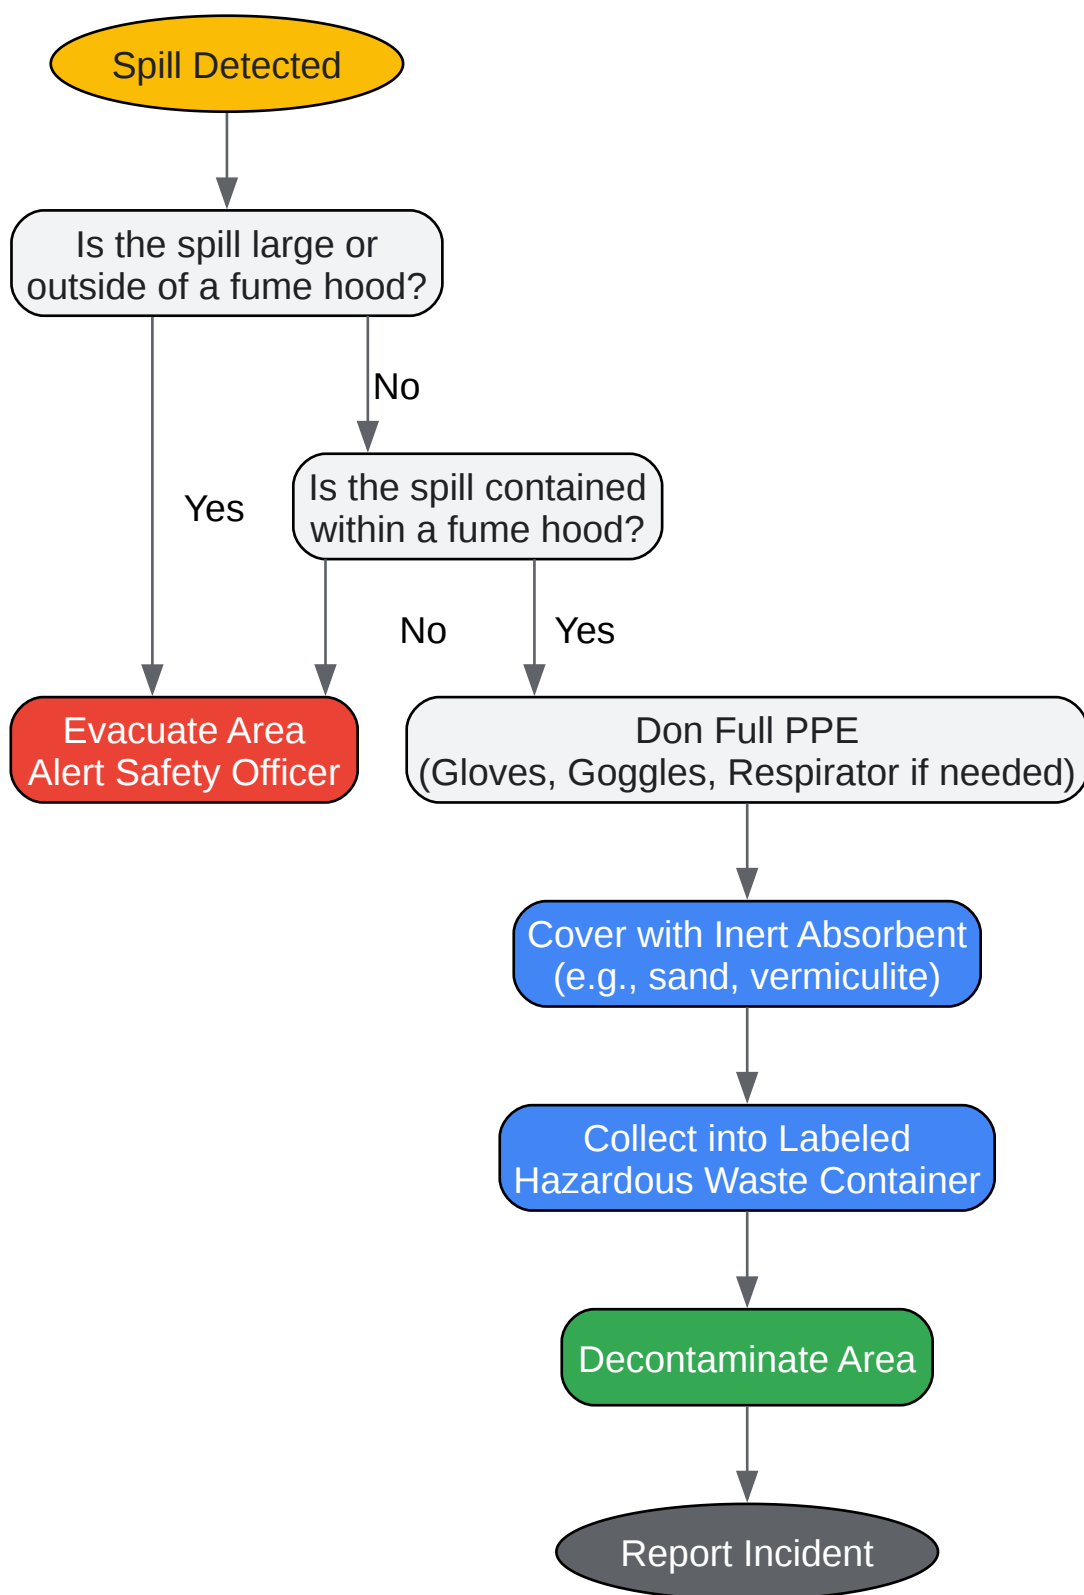 Spill Detected
Is the spill large or
outside of a fume hood?
No
Is the spill contained
within a fume hood?
Yes
No
Yes
Evacuate Area
Alert Safety Officer
Don Full PPE
(Gloves, Goggles, Respirator if needed)
Cover with Inert Absorbent
(e.g., sand, vermiculite)
Collect into Labeled
Hazardous Waste Container
Decontaminate Area
Report Incident